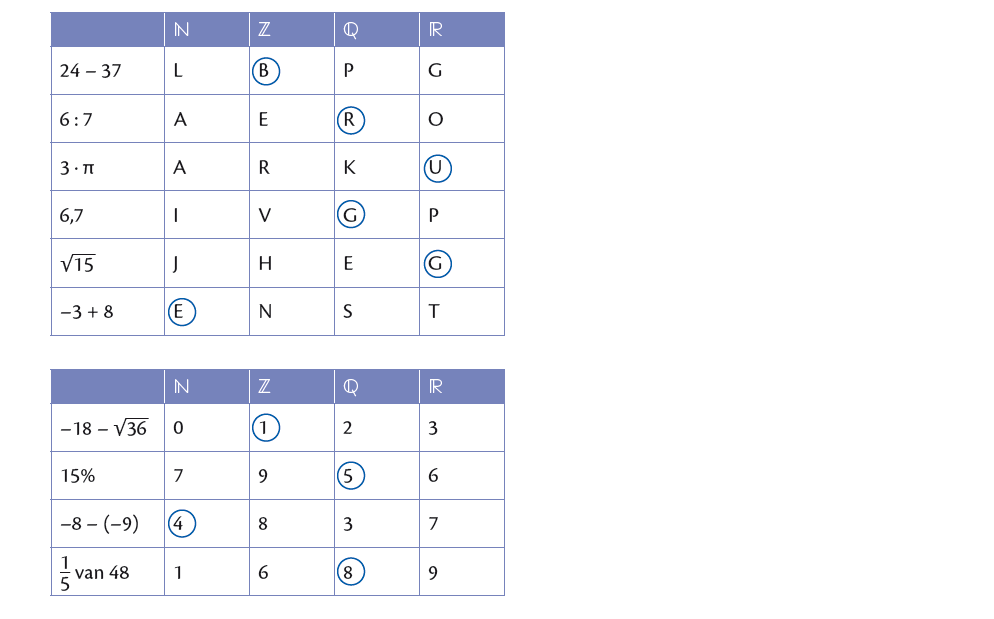 ℕ ℤ ℚ ℝ
24 – 37 L B P G
6 : 7 A E R O
3 · π A R K U
6,7 I V G P
√15 J H E G
–3 + 8 E N S T
ℕ ℤ ℚ ℝ
–18 – √36 0 1 2 3
15% 7 9 5 6
–8 – (–9) 4 8 3 7
1/5 van 48 1 6 8 9